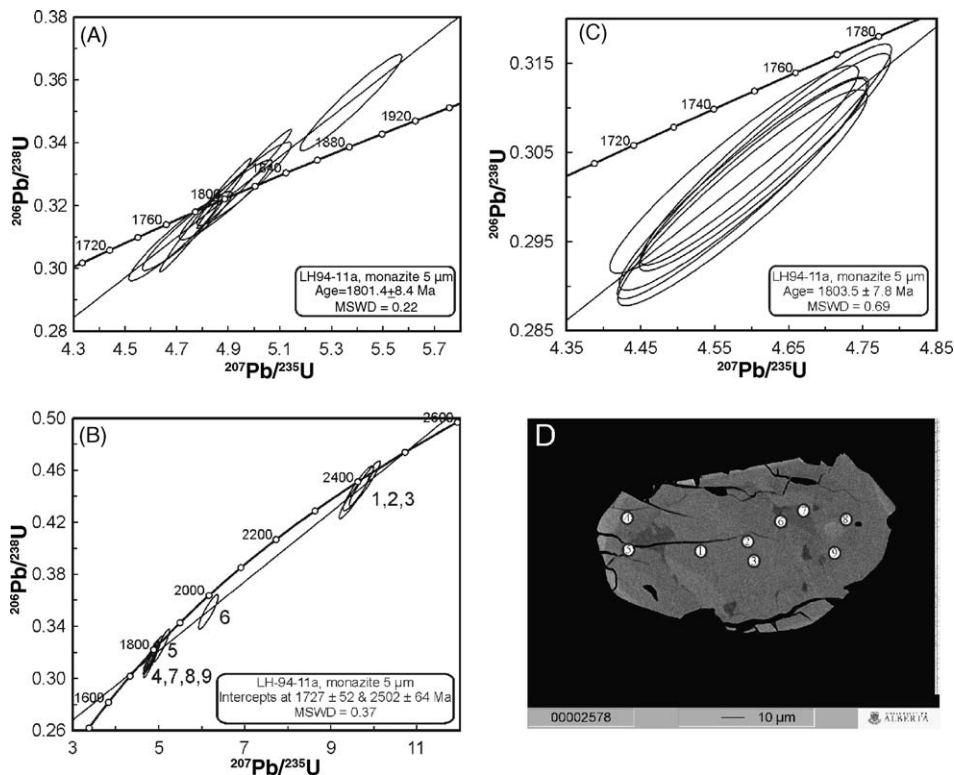 (A)
0.38
0.36
0.34
0.32
0.30
0.28
206Pb/238U
1720
1760
1800
1840
1880
1920
LH94-11a, monazite 5 µm
Age=1801.4±8.4 Ma
MSWD = 0.22
4.3 4.5 4.7 4.9 5.1 5.3 5.5 5.7
207Pb/235U
(C)
0.315
0.305
0.295
0.285
206Pb/238U
1720
1740
1760
1780
LH94-11a, monazite 5 µm
Age= 1803.5 ± 7.8 Ma
MSWD = 0.69
4.35 4.45 4.55 4.65 4.75 4.85
207Pb/235U
(B)
0.50
0.46
0.42
0.38
0.34
0.30
0.26
206Pb/238U
2600
2400
2200
2000
1800
1600
1,2,3
6
5
4,7,8,9
LH-94-11a, monazite 5 µm
Intercepts at 1727 ± 52 & 2502 ± 64 Ma
MSWD = 0.37
3 5 7 9 11
207Pb/235U
D
4
5
1
2
3
6
7
8
9
00002578
10 µm
ALBERTA